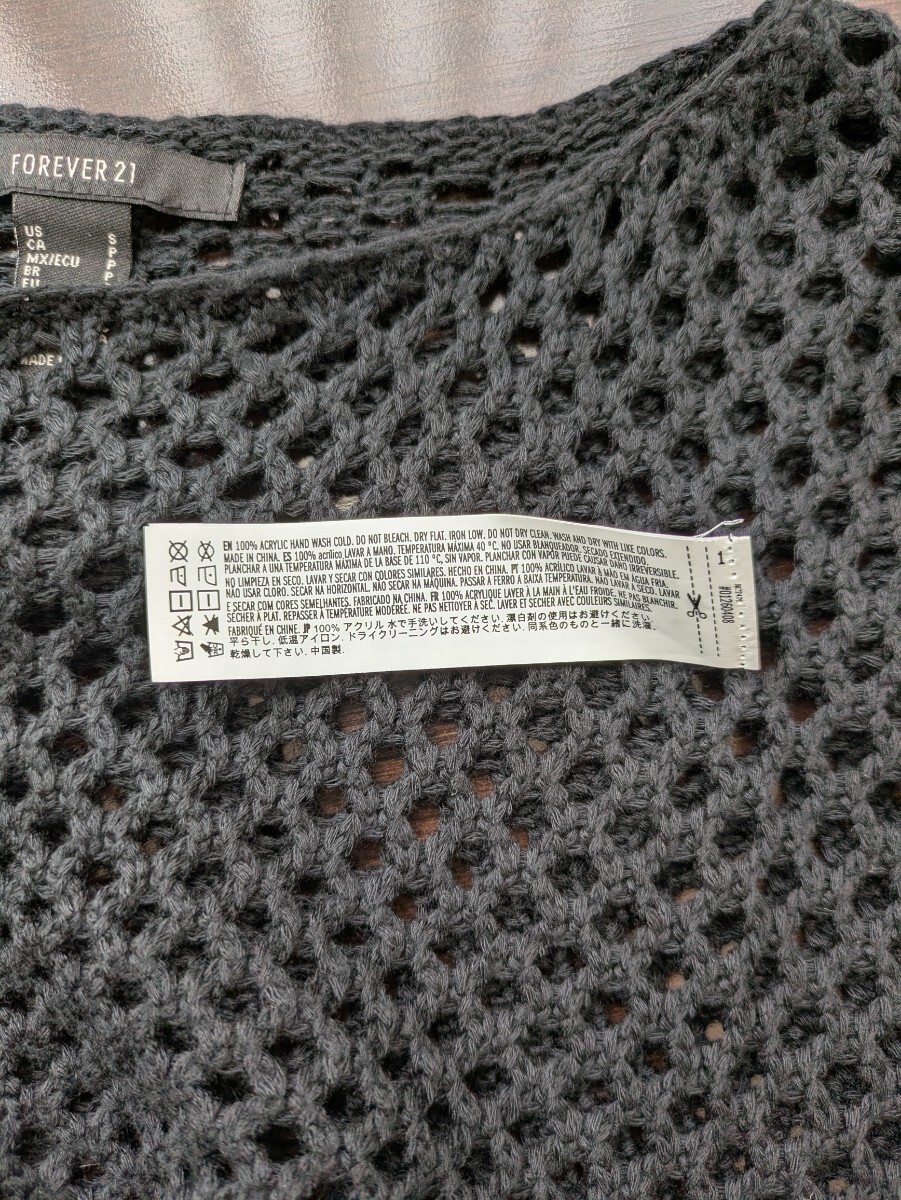 FOREVER 21
US S
CA P
MX/ECU P
BR P
EU
MADE
EN 100% ACRYLIC HAND WASH COLD. DO NOT BLEACH. DRY FLAT. IRON LOW. DO NOT DRY CLEAN. WASH AND DRY WITH LIKE COLORS.
MADE IN CHINA. ES 100% acrílico LAVAR A MANO. TEMPERATURA MÁXIMA 40 °C. NO USAR BLANQUEADOR. SECADO EXTENDIDO.
PLANCHAR A UNA TEMPERATURA MÁXIMA DE LA BASE DE 110 °C, SIN VAPOR. PLANCHAR CON VAPOR PUEDE CAUSAR DANO IRREVERSIBLE.
NO LIMPIEZA EN SECO. LAVAR Y SECAR CON COLORES SIMILARES. HECHO EN CHINA. PT 100% ACRÍLICO LAVAR À MÃO EM ÁGUA FRIA.
NÃO USAR CLORO. SECAR NA HORIZONTAL. NÃO SECAR NA MAQUINA. PASSAR A FERRO A BAIXA TEMPERATURA. NÃO LAVAR À SECO. LAVAR
E SECAR COM CORES SEMELHANTES. FABRICADO NA CHINA. FR 100% ACRYLIQUE LAVER À LA MAIN À L'EAU FROIDE. NE PAS BLANCHIR.
SÉCHER À PLAT. REPASSER À TEMPÉRATURE MODÉRÉE. NE PAS NETTOYER À SEC. LAVER ET SÉCHER AVEC COULEURS SIMILAIRES.
FABRIQUÉ EN CHINE. JP 100% アクリル 水で手洗いしてください. 漂白剤の使用はお避けください
平ら干し. 低温アイロン. ドライクリーニングはお避けください. 同系色のものと一緒に洗濯.
乾燥して下さい. 中国製.
1